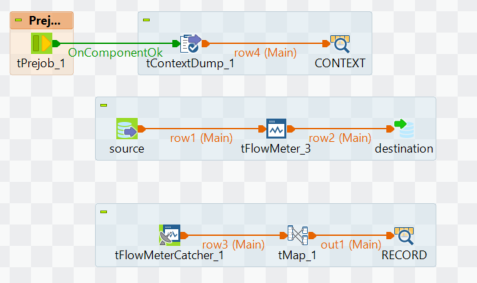 Prej...
OnComponentOk
row4 (Main)
tPrejob_1
tContextDump_1
CONTEXT
row1 (Main)
row2 (Main)
source
tFlowMeter_3
destination
row3 (Main)
out1 (Main)
tFlowMeterCatcher_1
tMap_1
RECORD